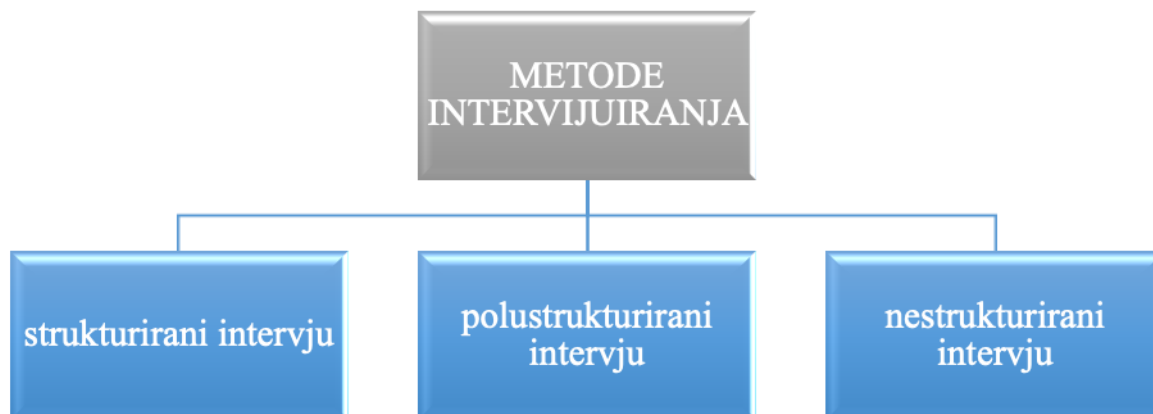 METODE
INTERVIJUIRANJA
strukturirani intervju
polustrukturirani
intervju
nestrukturirani
intervju